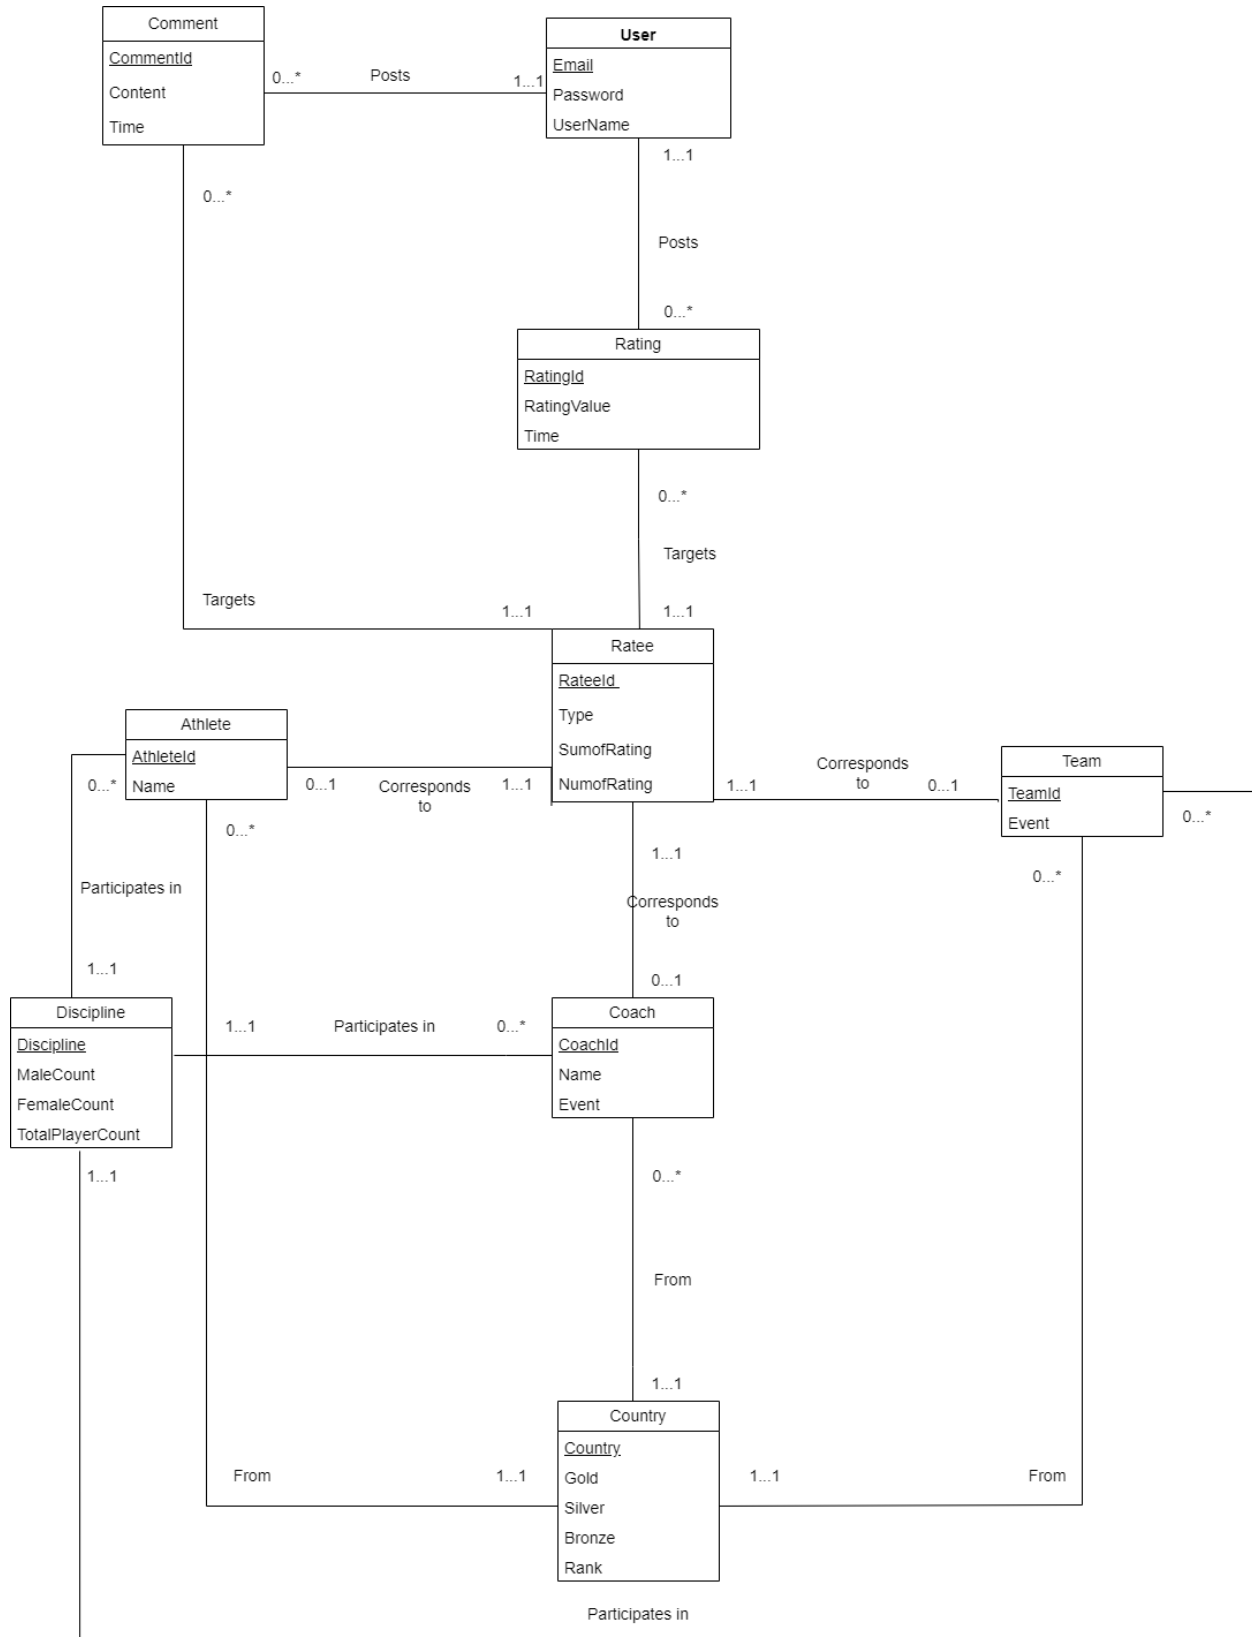 Comment
CommentId
Content
Time
0...*
Posts
1...1
User
Email
Password
UserName
0...*
1...1
Posts
0...*
Rating
RatingId
RatingValue
Time
0...*
Targets
1...1
Targets
1...1
Ratee
RateeId
Type
SumofRating
NumofRating
Athlete
AthleteId
Name
0...*
0...1
Corresponds
to
1...1
1...1
Corresponds
to
0...1
Team
TeamId
Event
0...*
0...*
1...1
0...*
Participates in
Corresponds
to
1...1
0...1
Discipline
Discipline
MaleCount
FemaleCount
TotalPlayerCount
1...1
Participates in
0...*
Coach
CoachId
Name
Event
1...1
0...*
From
1...1
Country
Country
Gold
Silver
Bronze
Rank
From
1...1
1...1
From
Participates in